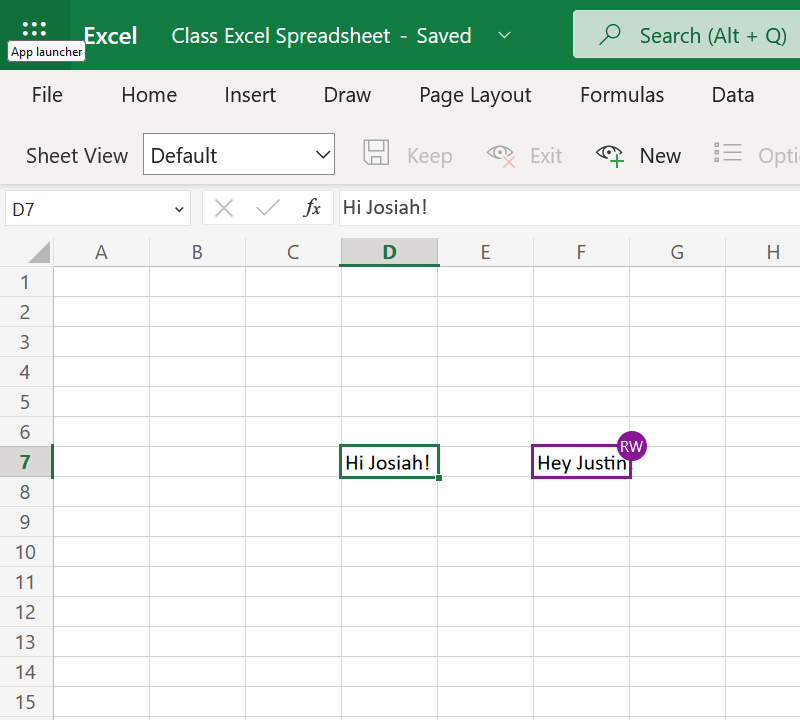 App launcher
Excel Class Excel Spreadsheet - Saved Search (Alt + Q)
File Home Insert Draw Page Layout Formulas Data
Sheet View Default Keep Exit New Opti
D7 fx Hi Josiah!
A B C D E F G H
1
2
3
4
5
6
RW
7 Hi Josiah! Hey Justin
8
9
10
11
12
13
14
15